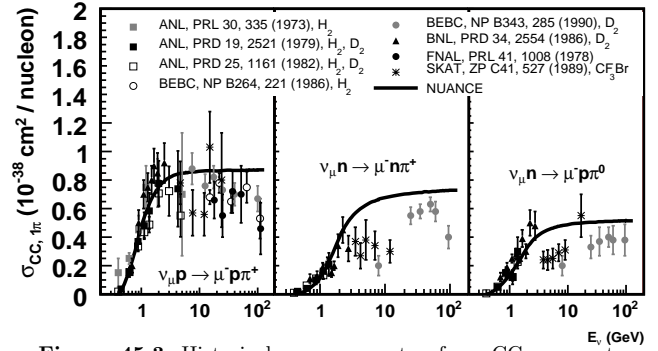 ANL, PRL 30, 335 (1973), H₂
ANL, PRD 19, 2521 (1979), H₂, D₂
ANL, PRD 25, 1161 (1982), H₂, D₂
BEBC, NP B264, 221 (1986), H₂
BEBC, NP B343, 285 (1990), D₂
BNL, PRD 34, 2554 (1986), D₂
FNAL, PRL 41, 1008 (1978)
SKAT, ZP C41, 527 (1989), CF₃Br
NUANCE
σCC, 1π (10⁻³⁸ cm² / nucleon)
2
1.8
1.6
1.4
1.2
1
0.8
0.6
0.4
0.2
0
νμp → μ⁻pπ⁺
νμn → μ⁻nπ⁺
νμn → μ⁻pπ⁰
1 10 10² 1 10 10² 1 10 10²
Eν (GeV)